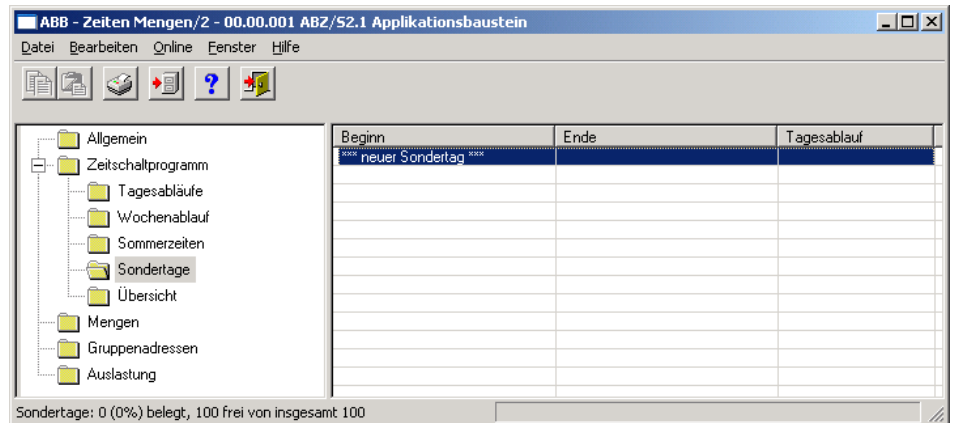 ABB - Zeiten Mengen/2 - 00.00.001 ABZ/S2.1 Applikationsbaustein
Datei Bearbeiten Online Fenster Hilfe
Allgemein
Zeitschaltprogramm
Tagesabläufe
Wochenablauf
Sommerzeiten
Sondertage
Übersicht
Mengen
Gruppenadressen
Auslastung
Beginn Ende Tagesablauf
*** neuer Sondertag ***
Sondertage: 0 (0%) belegt, 100 frei von insgesamt 100